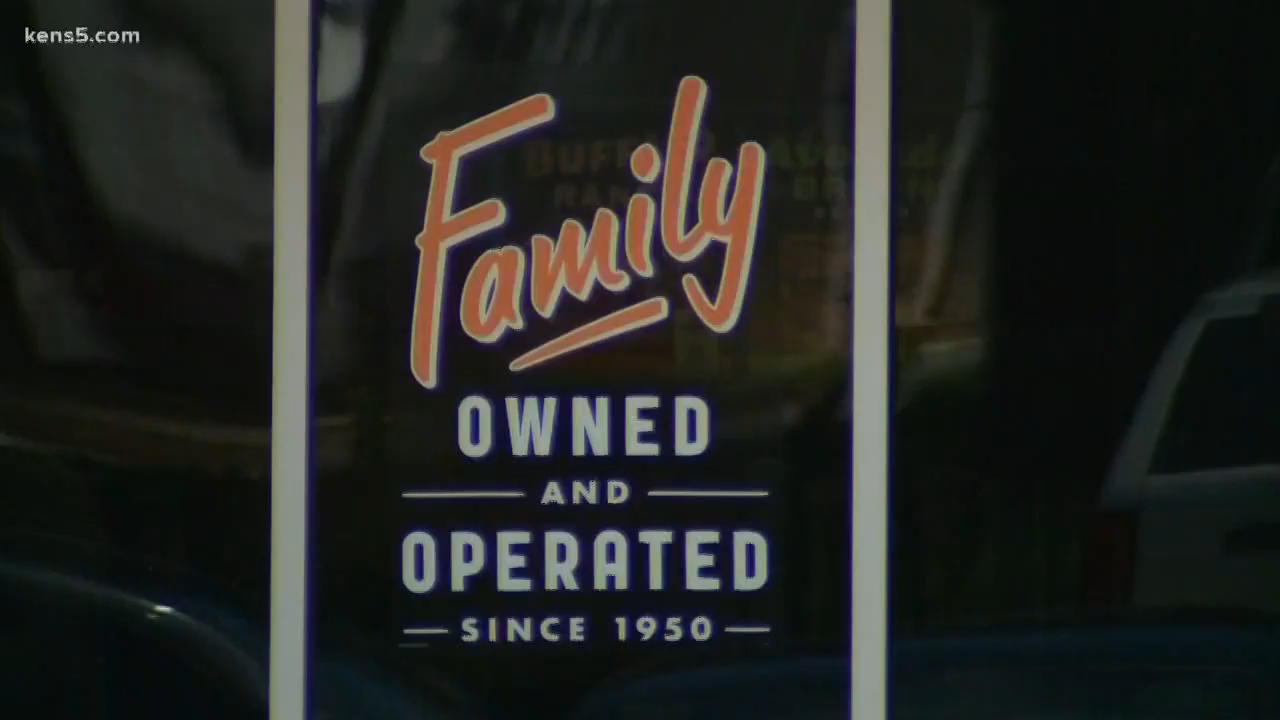 kens5.com
Family
OWNED
AND
OPERATED
SINCE 1950